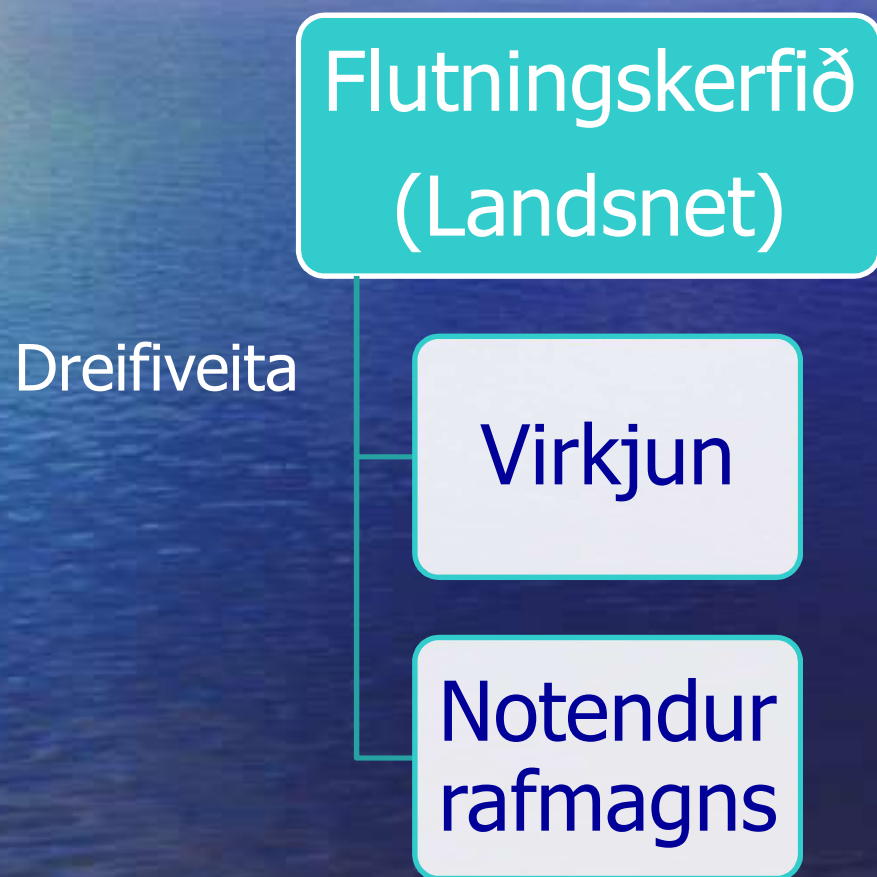 Flutningskerfið
(Landsnet)
Dreifiveita
Virkjun
Notendur
rafmagns